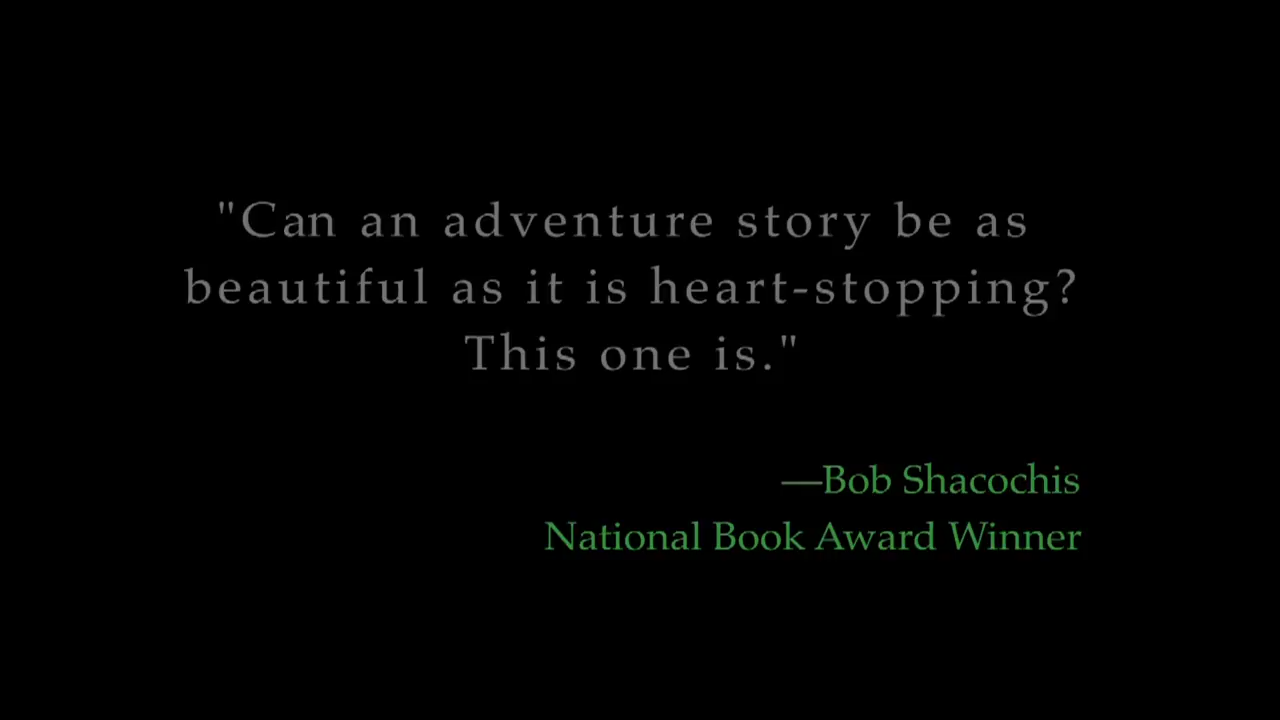 "Can an adventure story be as
beautiful as it is heart-stopping?
This one is."
—Bob Shacochis
National Book Award Winner